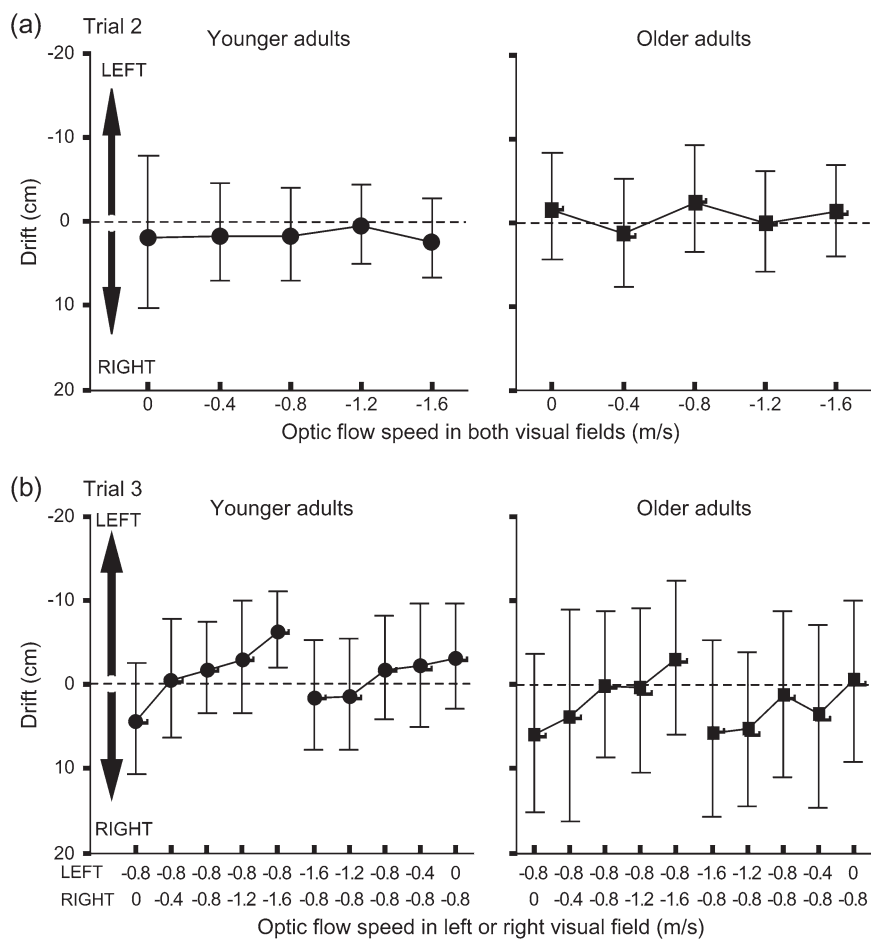 (a) Trial 2
Younger adults Older adults
-20
LEFT
-10
0
10
RIGHT
20
Drift (cm)
0 -0.4 -0.8 -1.2 -1.6 0 -0.4 -0.8 -1.2 -1.6
Optic flow speed in both visual fields (m/s)
(b) Trial 3
Younger adults Older adults
-20
LEFT
-10
0
10
RIGHT
20
Drift (cm)
LEFT -0.8 -0.8 -0.8 -0.8 -0.8 -1.6 -1.2 -0.8 -0.4 0 -0.8 -0.8 -0.8 -0.8 -0.8 -1.6 -1.2 -0.8 -0.4 0
RIGHT 0 -0.4 -0.8 -1.2 -1.6 -0.8 -0.8 -0.8 -0.8 -0.8 0 -0.4 -0.8 -1.2 -1.6 -0.8 -0.8 -0.8 -0.8 -0.8
Optic flow speed in left or right visual field (m/s)